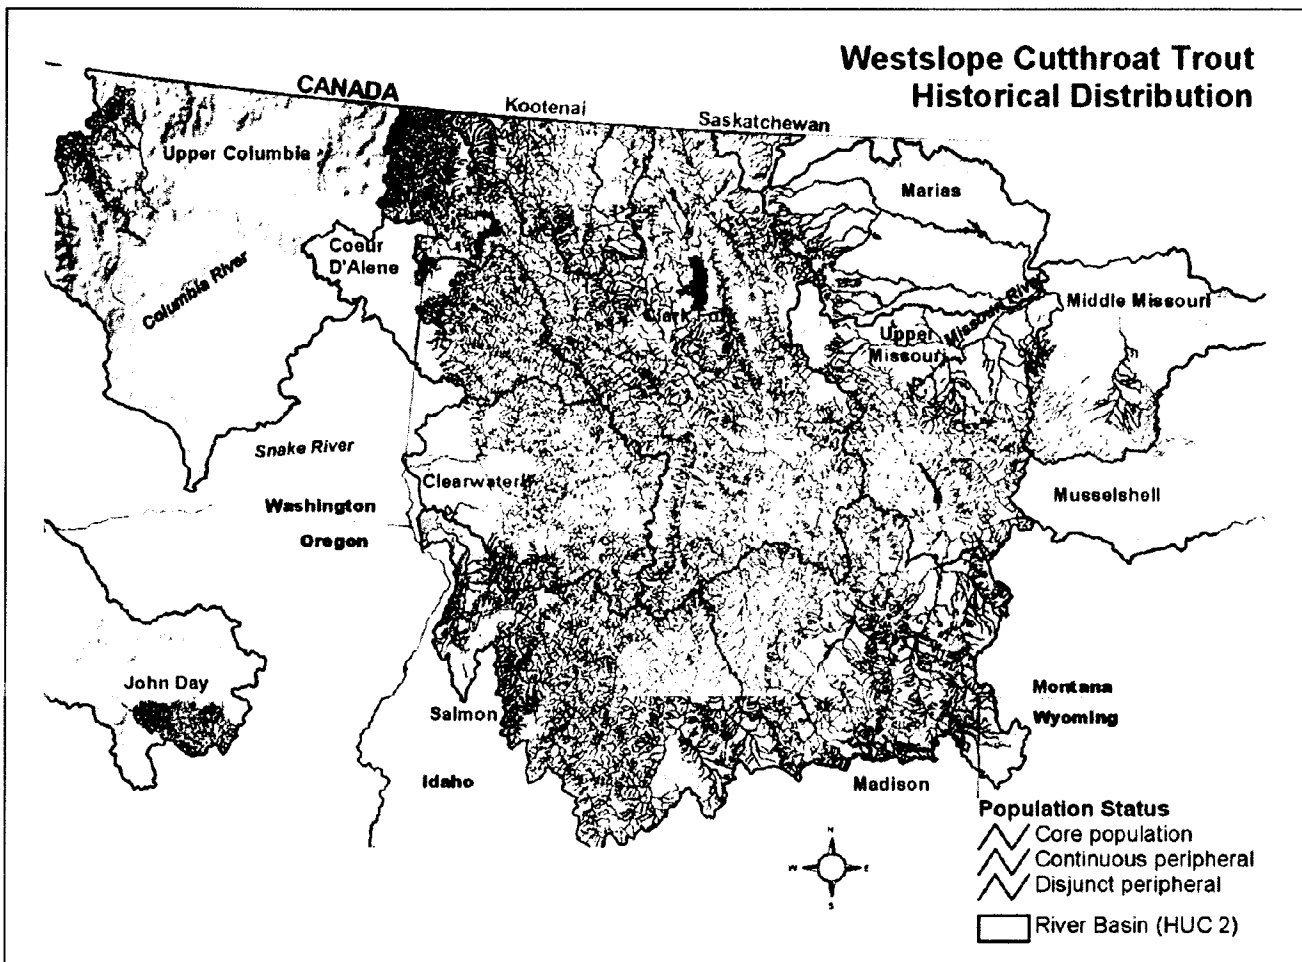 Westslope Cutthroat Trout
Historical Distribution
CANADA
Kootenai
Saskatchewan
Upper Columbia
Marias
Coeur
D'Alene
Columbia River
Missouri River
Middle Missouri
Upper
Missouri
Snake River
Clearwater
Musselshell
Washington
Oregon
John Day
Salmon
Montana
Wyoming
Idaho
Madison
Population Status
Core population
Continuous peripheral
Disjunct peripheral
River Basin (HUC 2)
N
W
E
S